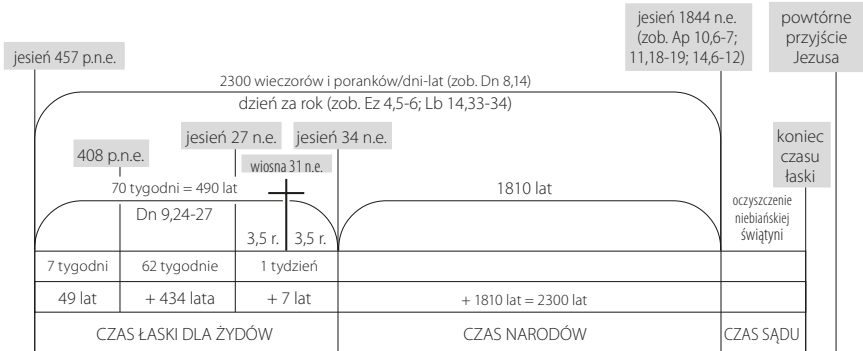 jesień 457 p.n.e.
jesień 1844 n.e.
(zob. Ap 10,6-7;
11,18-19; 14,6-12)
powtórne
przyjście
Jezusa
2300 wieczorów i poranków/dni-lat (zob. Dn 8,14)
dzień za rok (zob. Ez 4,5-6; Lb 14,33-34)
408 p.n.e.
jesień 27 n.e.
jesień 34 n.e.
wiosna 31 n.e.
koniec
czasu
łaski
70 tygodni = 490 lat
Dn 9,24-27
1810 lat
oczyszczenie
niebiańskiej
świątyni
3,5 r.
3,5 r.
7 tygodni
62 tygodnie
1 tydzień
49 lat
+ 434 lata
+ 7 lat
+ 1810 lat = 2300 lat
CZAS ŁASKI DLA ŻYDÓW
CZAS NARODÓW
CZAS SĄDU